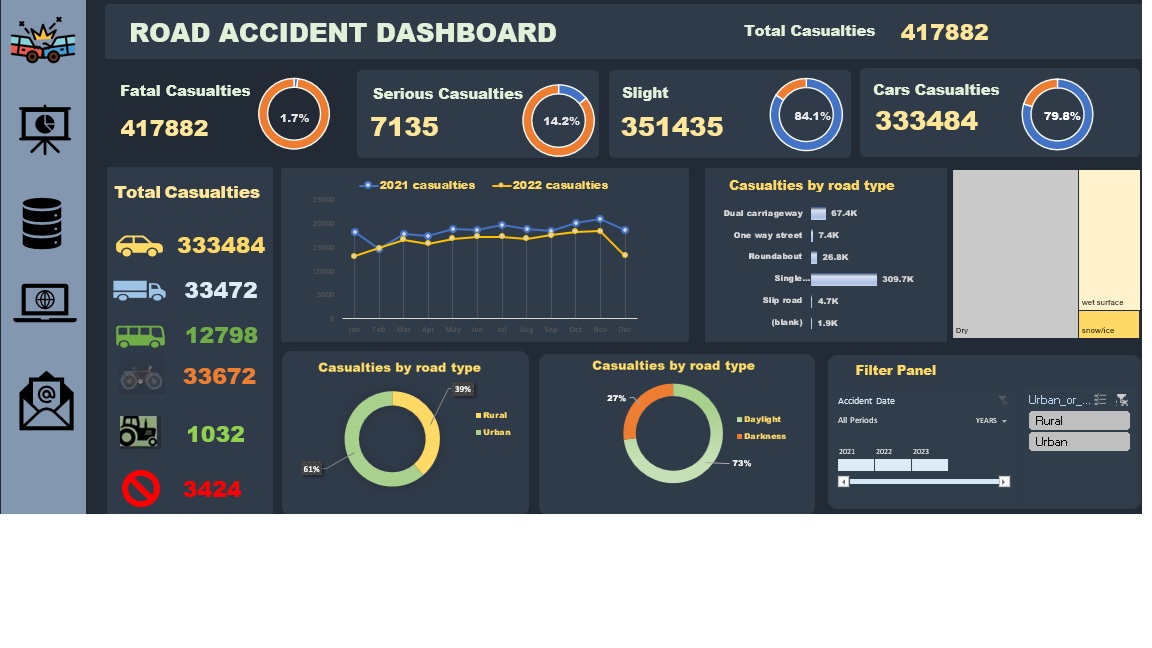 ROAD ACCIDENT DASHBOARD
Total Casualties 417882
Fatal Casualties
417882
1.7%
Serious Casualties
7135
14.2%
Slight
351435
84.1%
Cars Casualties
333484
79.8%
Total Casualties
333484
33472
12798
33672
1032
3424
2021 casualties 2022 casualties
25000
20000
15000
10000
5000
0
Jan Feb Mar Apr May Jun Jul Aug Sep Oct Nov Dec
Casualties by road type
Dual carriageway 67.4K
One way street 7.4K
Roundabout 26.8K
Single... 309.7K
Slip road 4.7K
(blank) 1.9K
Dry
wet surface
snow/ice
Casualties by road type
39%
61%
Rural
Urban
Casualties by road type
27%
73%
Daylight
Darkness
Filter Panel
Accident Date
All Periods YEARS
2021 2022 2023
Urban_or_...
Rural
Urban
@